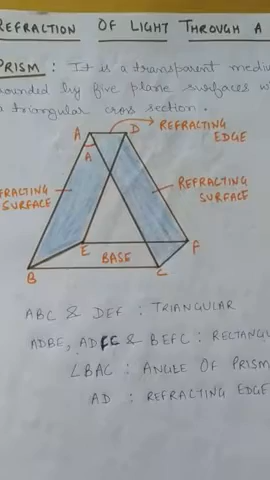 REFRACTION OF LIGHT THROUGH A
PRISM : It is a transparent mediu
bounded by five plane surfaces w
a triangular cross section.
A D REFRACTING
EDGE
A
REFRACTING
SURFACE
REFRACTING
SURFACE
E F
BASE
B C
ABC & DEF : TRIANGULAR
ADBE, ADFC & BEFC : RECTANGU
∠BAC : ANGLE OF PRISM
AD : REFRACTING EDGE